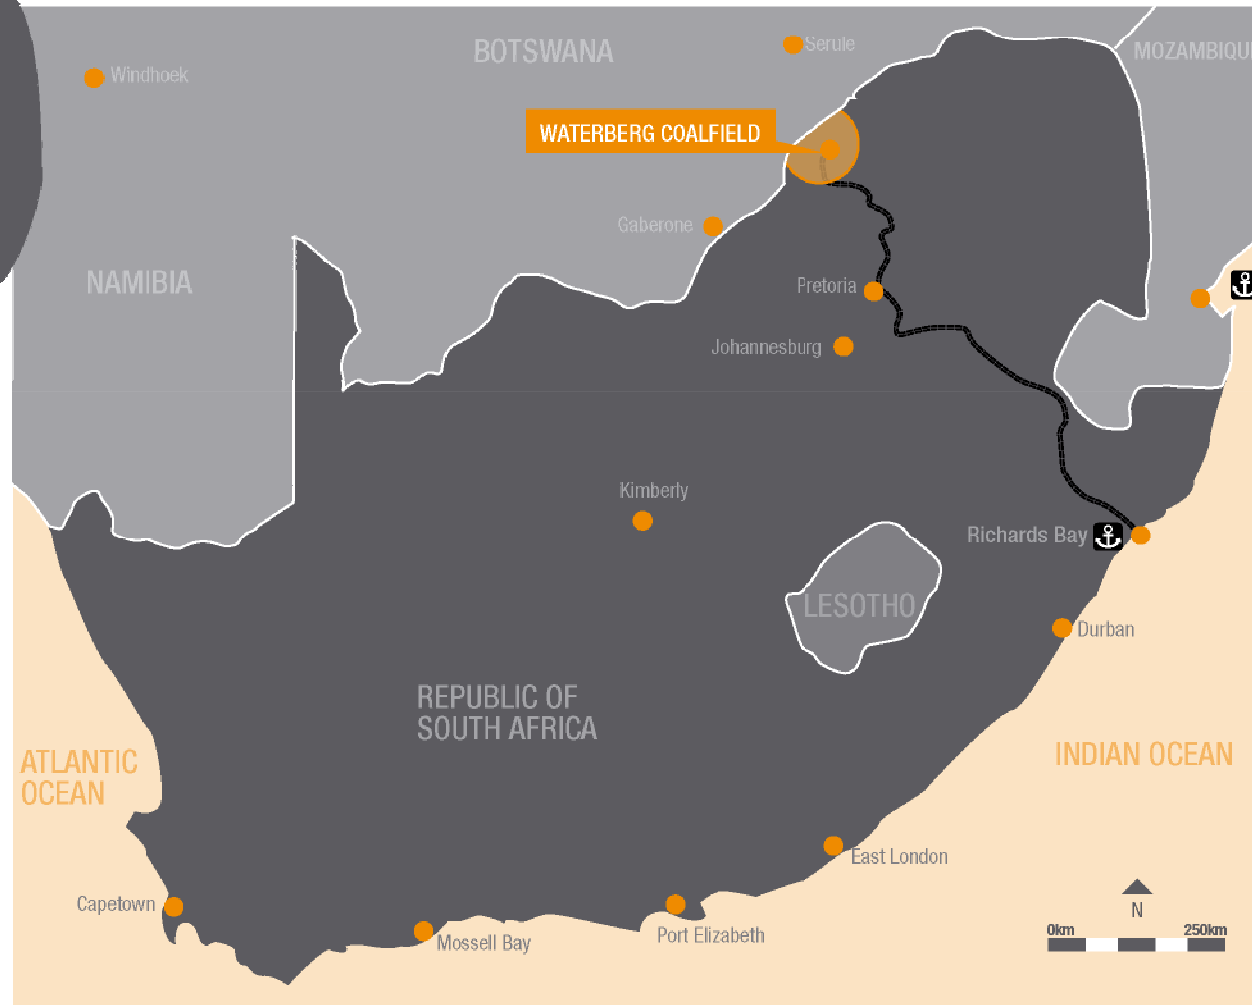 BOTSWANA
Serule
MOZAMBIQU
Windhoek
WATERBERG COALFIELD
Gaberone
NAMIBIA
Pretoria
Johannesburg
Kimberly
Richards Bay
LESOTHO
Durban
REPUBLIC OF
SOUTH AFRICA
ATLANTIC
OCEAN
INDIAN OCEAN
East London
Capetown
Mossell Bay
Port Elizabeth
N
0km 250km